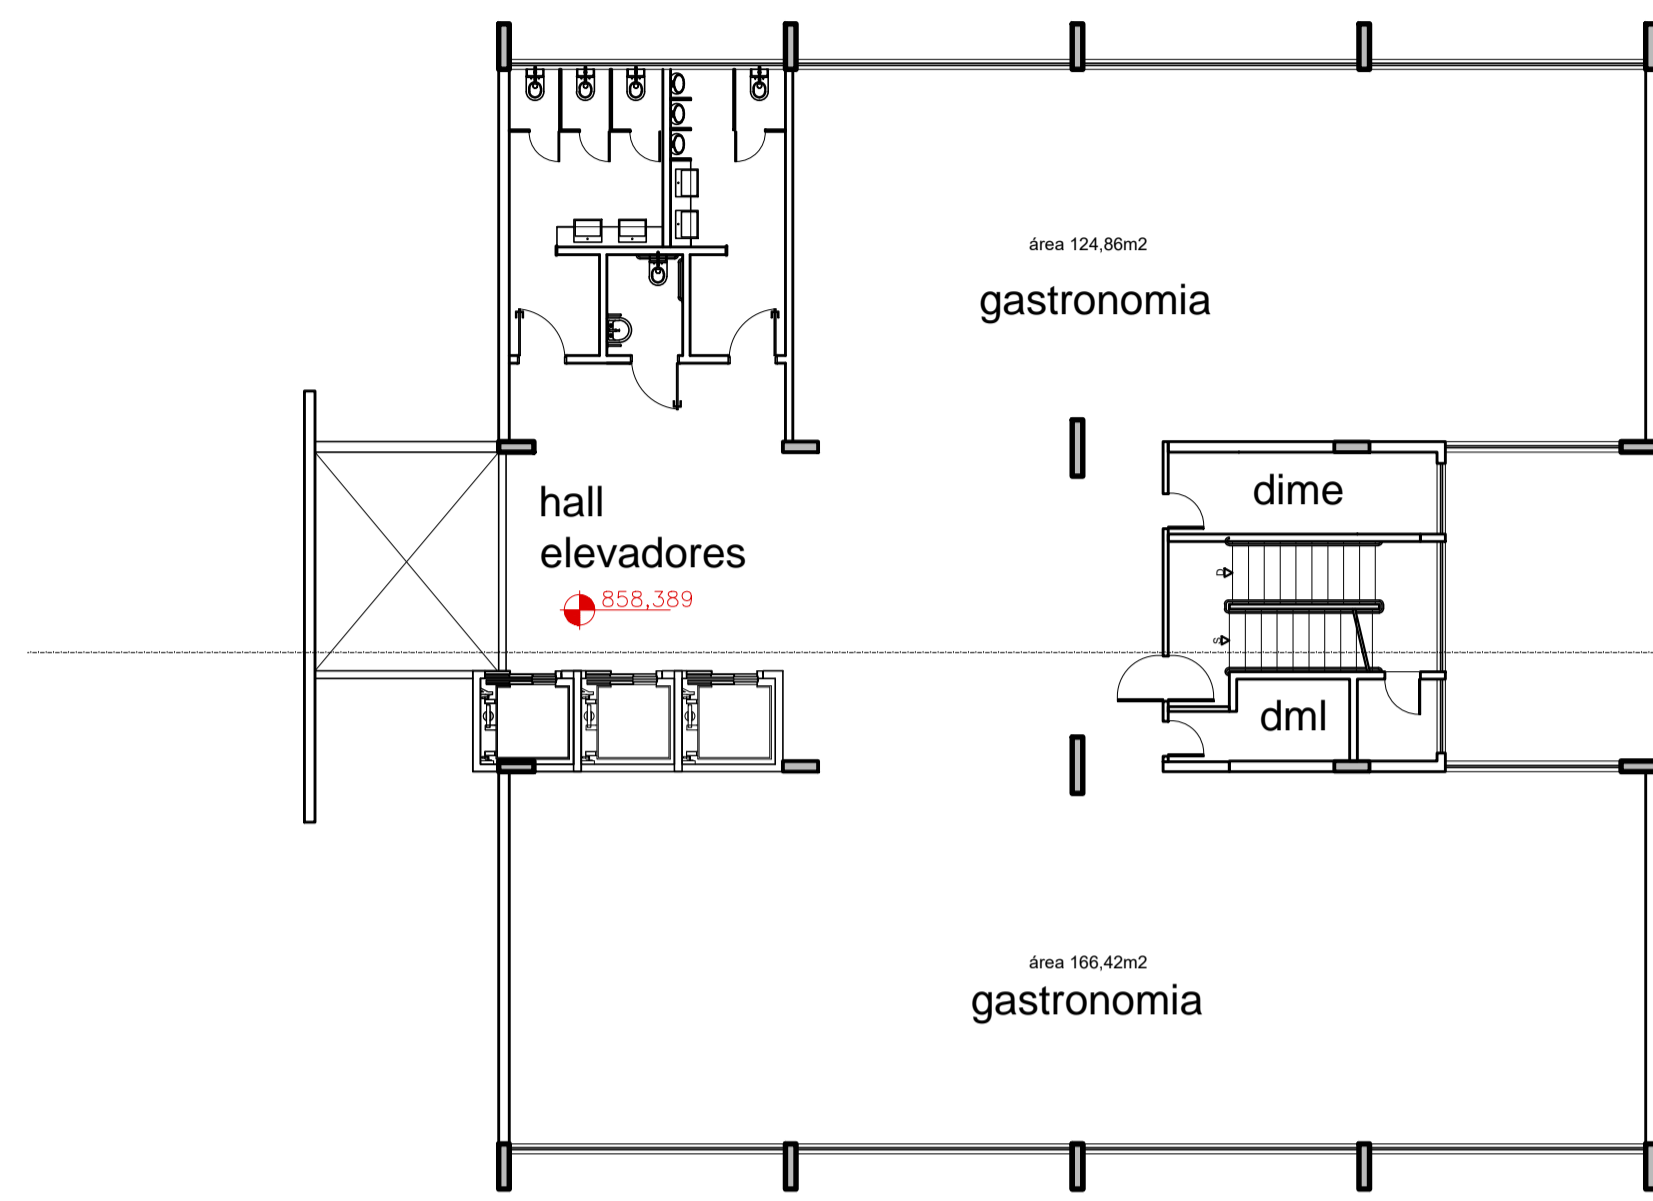 área 124,86m2
gastronomia
hall
elevadores
858,389
dime
D
S
dml
área 166,42m2
gastronomia